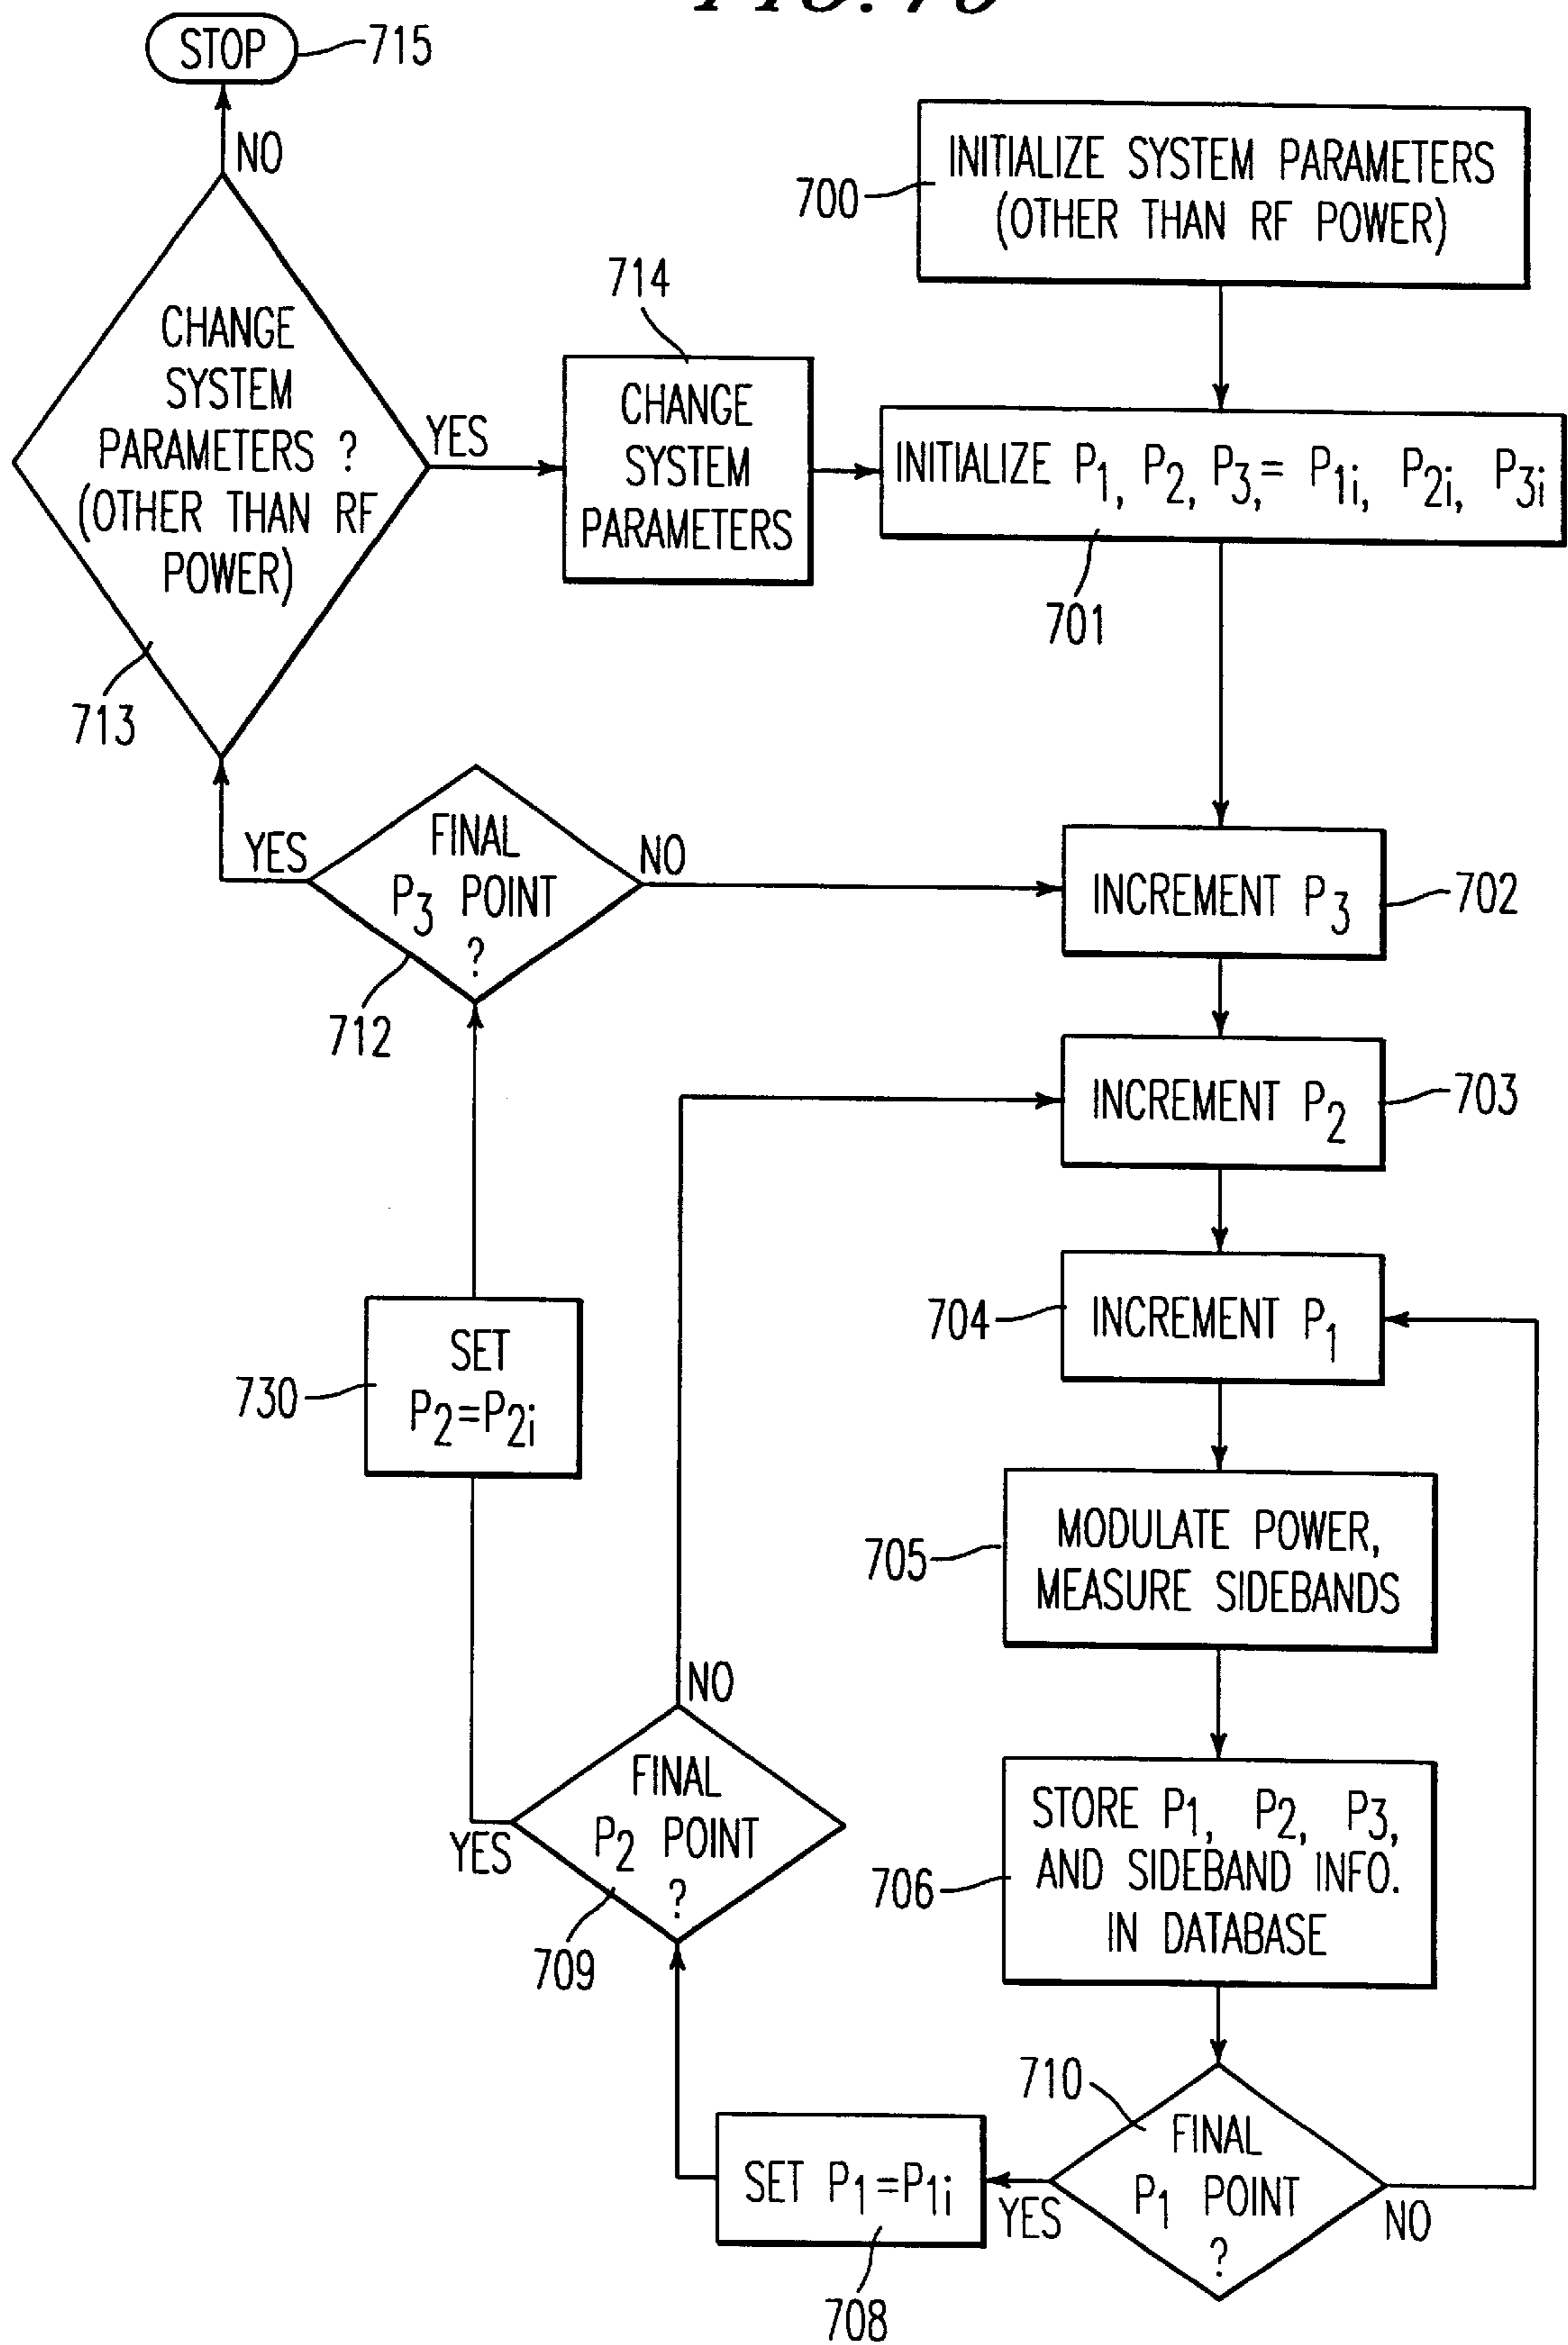 STOP
715
NO
INITIALIZE SYSTEM PARAMETERS
(OTHER THAN RF POWER)
700
CHANGE
SYSTEM
PARAMETERS ?
(OTHER THAN RF
POWER)
713
YES
714
CHANGE
SYSTEM
PARAMETERS
INITIALIZE P1, P2, P3,= P1i, P2i, P3i
701
YES
FINAL
P3 POINT
?
NO
712
INCREMENT P3
702
INCREMENT P2
703
704
INCREMENT P1
SET
P2=P2i
730
705
MODULATE POWER,
MEASURE SIDEBANDS
NO
FINAL
P2 POINT
?
YES
709
STORE P1, P2, P3,
AND SIDEBAND INFO.
IN DATABASE
706
710
FINAL
P1 POINT
?
YES
NO
SET P1=P1i
708